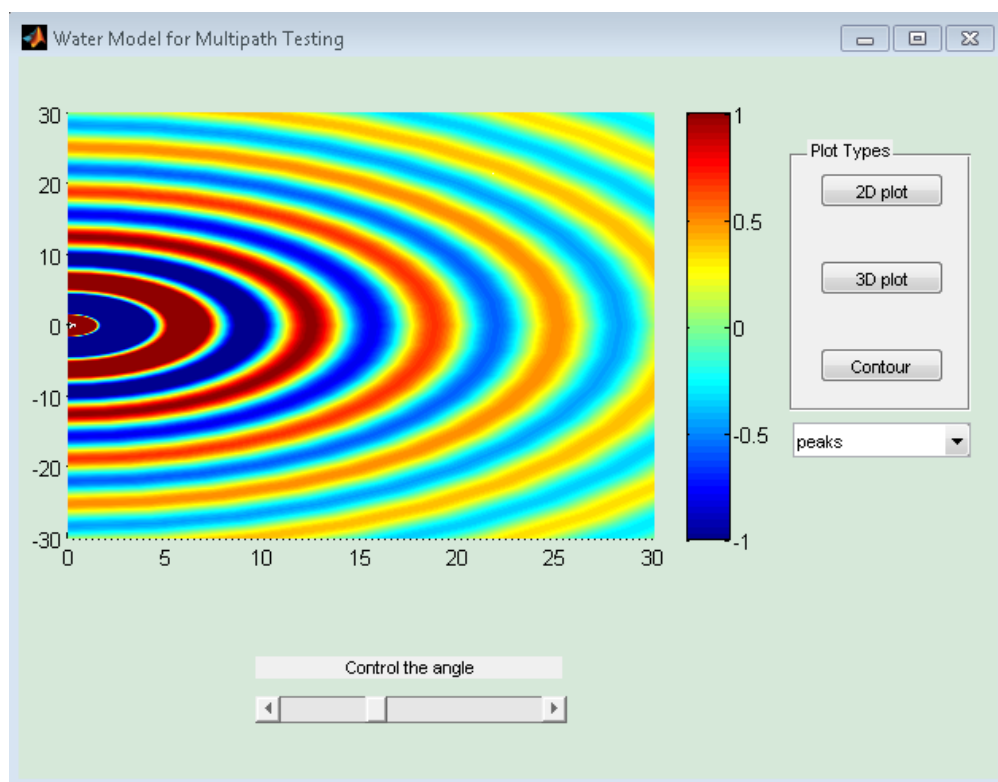 Water Model for Multipath Testing
30
20
10
0
-10
-20
-30
0 5 10 15 20 25 30
1
0.5
0
-0.5
-1
Plot Types
2D plot
3D plot
Contour
peaks
Control the angle